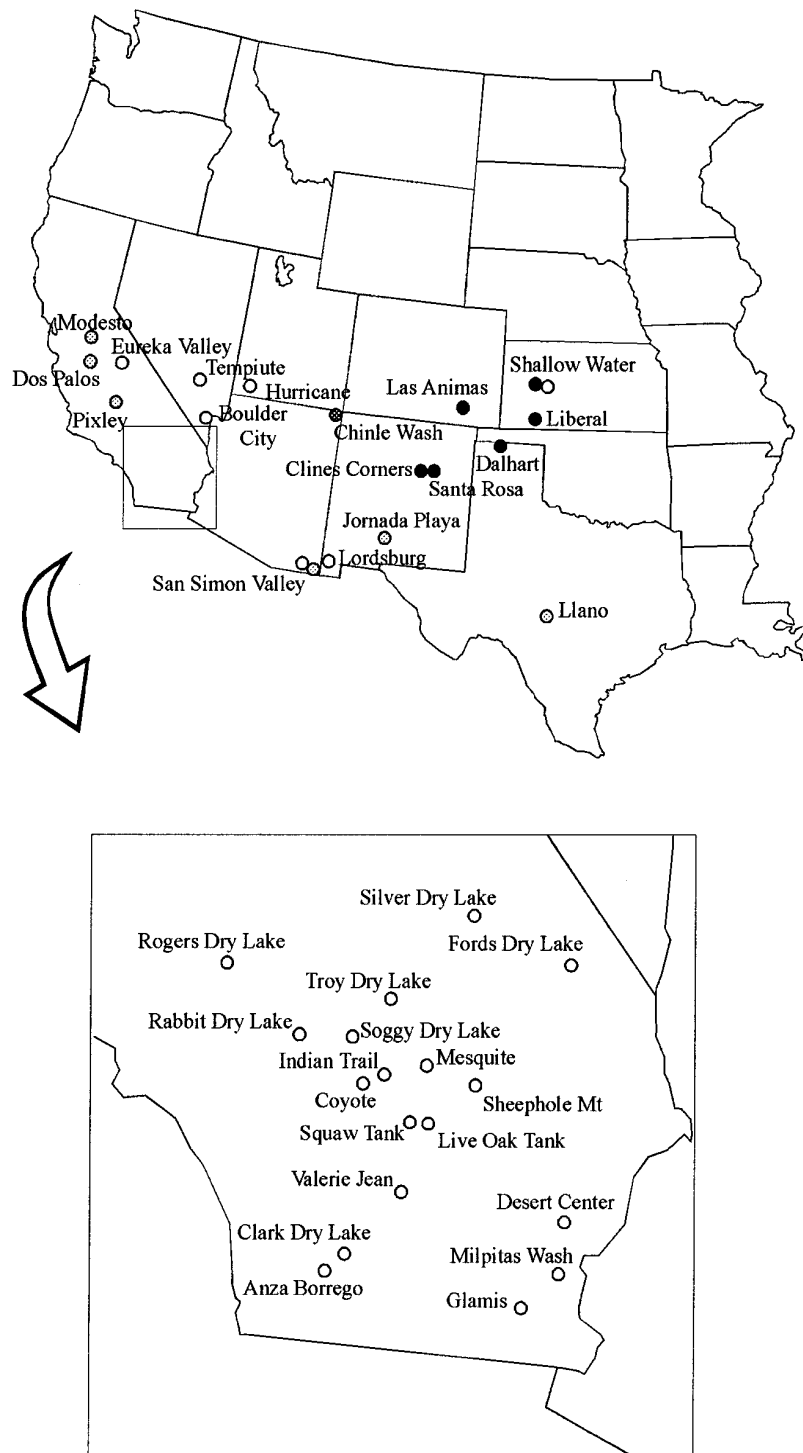 Modesto
Eureka Valley
Shallow Water
Tempiute
Dos Palos
Hurricane
Las Animas
Pixley
Boulder
City
Liberal
Chinle Wash
Dalhart
Clines Corners
Santa Rosa
Jornada Playa
Lordsburg
San Simon Valley
Llano
Silver Dry Lake
Rogers Dry Lake
Fords Dry Lake
Troy Dry Lake
Rabbit Dry Lake
Soggy Dry Lake
Indian Trail
Mesquite
Coyote
Sheephole Mt
Squaw Tank
Live Oak Tank
Valerie Jean
Desert Center
Clark Dry Lake
Milpitas Wash
Anza Borrego
Glamis